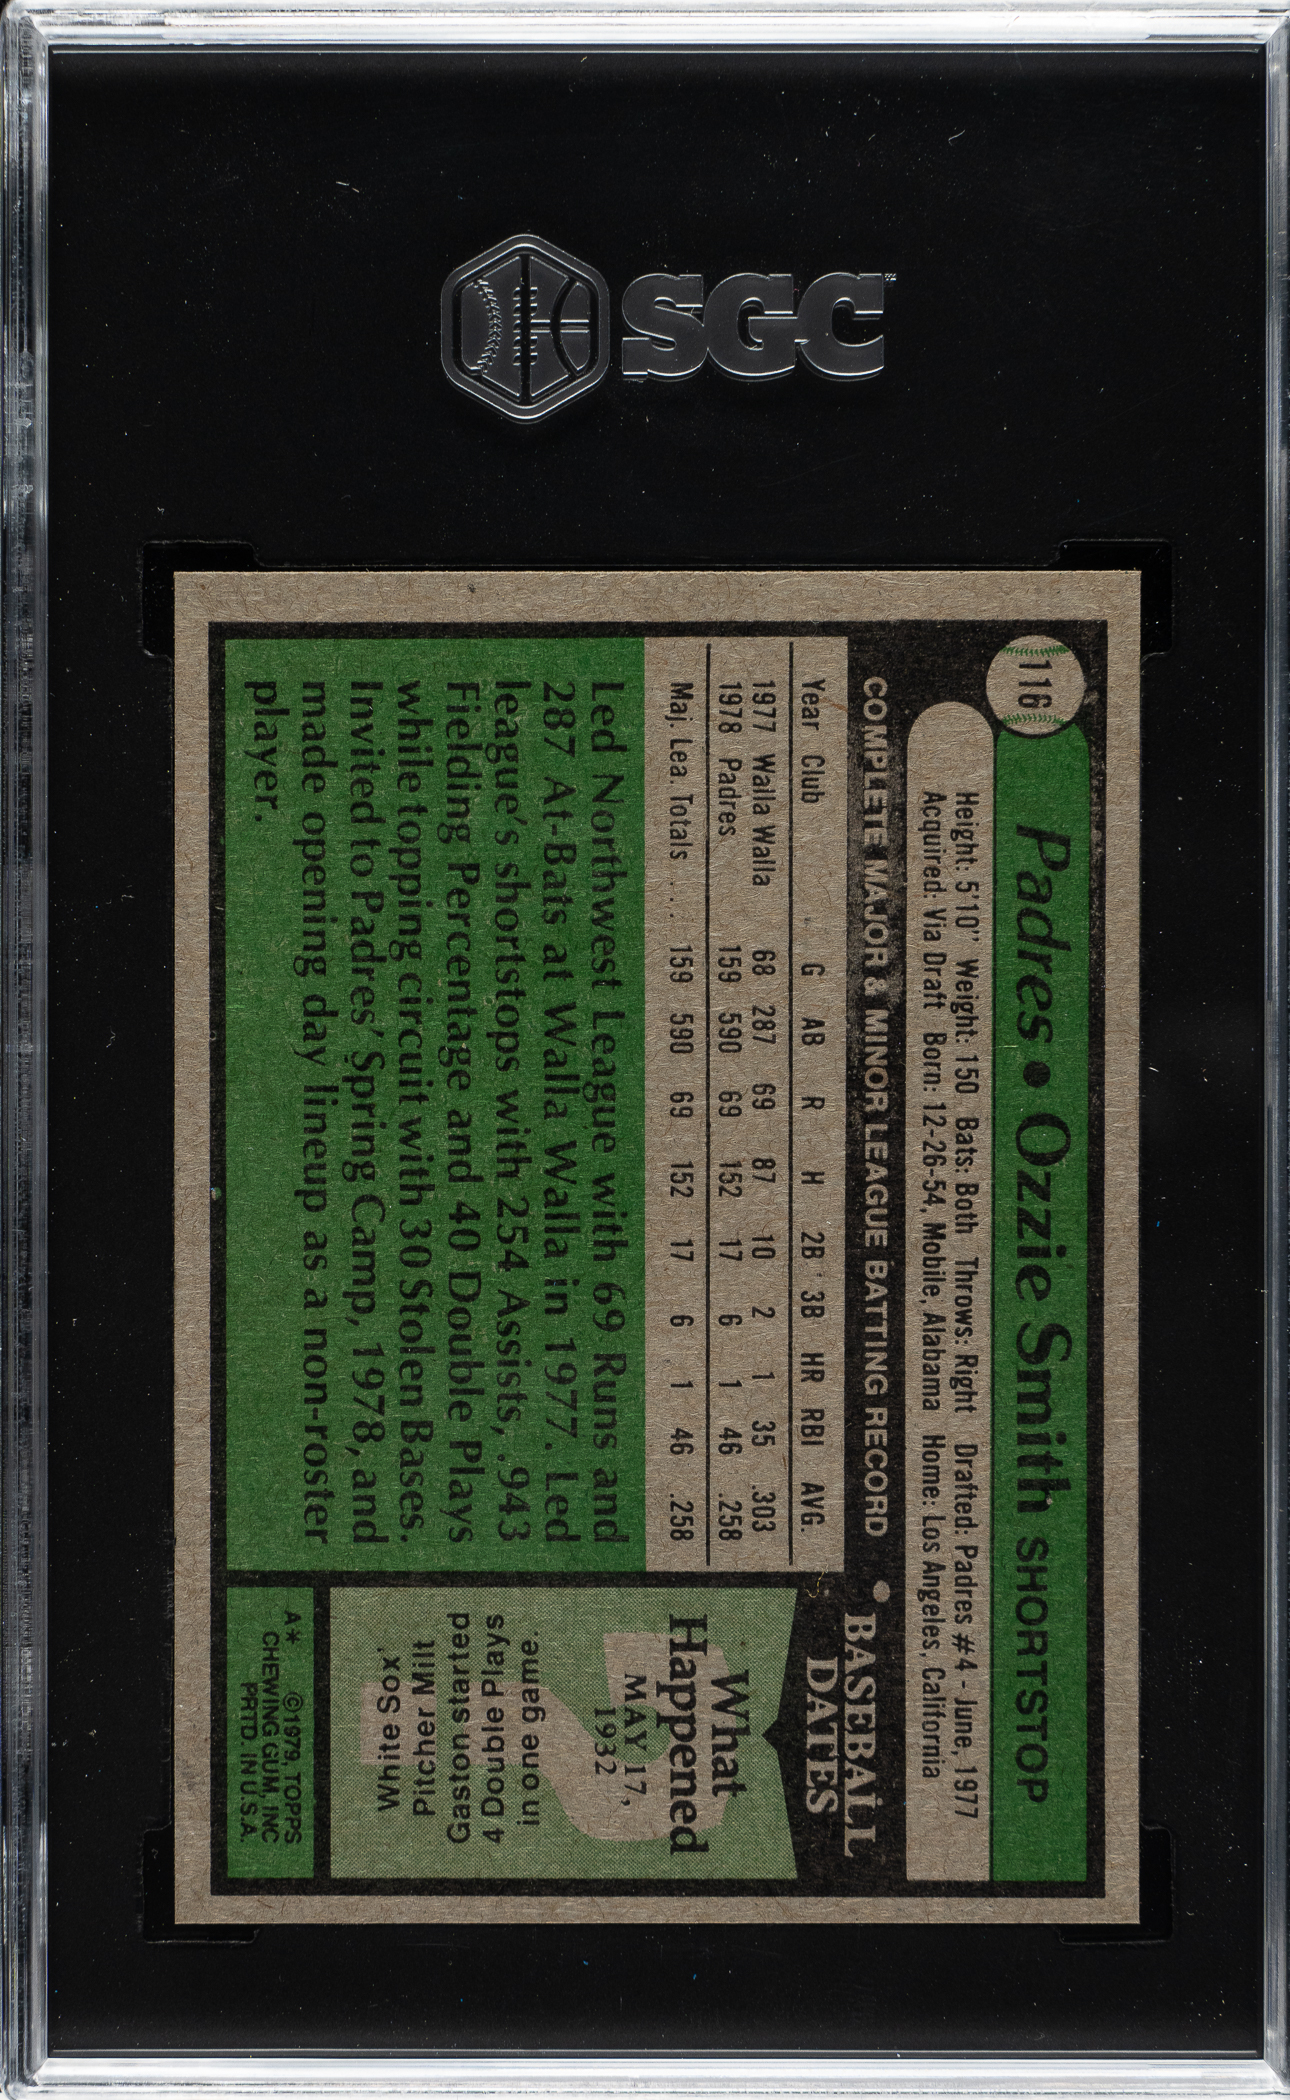 SGC
116
Padres • Ozzie Smith SHORTSTOP
Height: 5'10" Weight: 150 Bats: Both Throws: Right Drafted: Padres #4 - June, 1977
Acquired: Via Draft Born: 12-26-54, Mobile, Alabama Home: Los Angeles, California
COMPLETE MAJOR & MINOR LEAGUE BATTING RECORD •
Year Club G AB R H 2B 3B HR RBI AVG.
1977 Walla Walla 68 287 69 87 10 2 1 35 .303
1978 Padres 159 590 69 152 17 6 1 46 .258
Maj. Lea. Totals .... 159 590 69 152 17 6 1 46 .258
Led Northwest League with 69 Runs and
287 At-Bats at Walla Walla in 1977. Led
league's shortstops with 254 Assists, .943
Fielding Percentage and 40 Double Plays
while topping circuit with 30 Stolen Bases.
Invited to Padres' Spring Camp, 1978, and
made opening day lineup as a non-roster
player.
BASEBALL
DATES
What
Happened
MAY 17,
1932
in one game
4 Double Plays
Gaston started
Pitcher Milt
White Sox'
A* ©1979, TOPPS
CHEWING GUM, INC
PRTD. IN U.S.A.